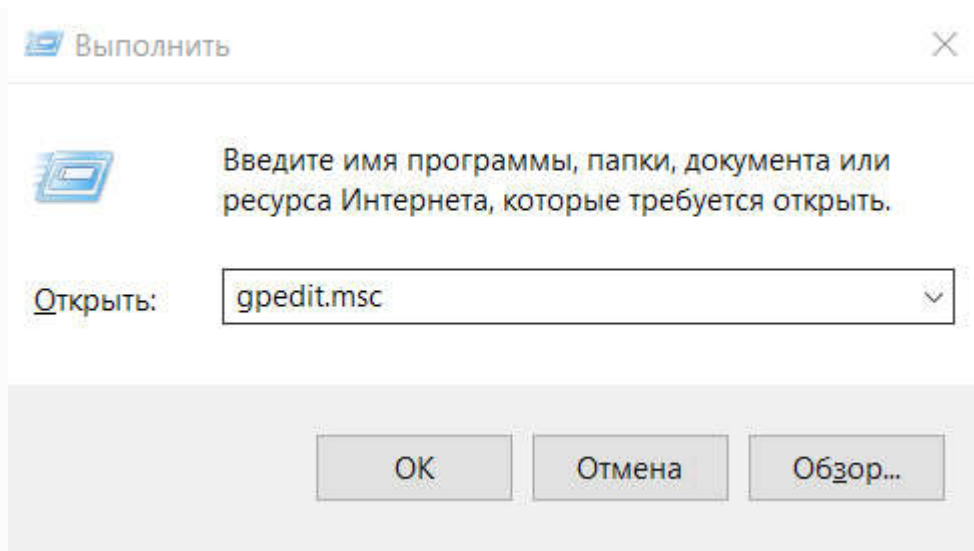 Выполнить
Введите имя программы, папки, документа или
ресурса Интернета, которые требуется открыть.
Открыть: gpedit.msc
OK Отмена Обзор...